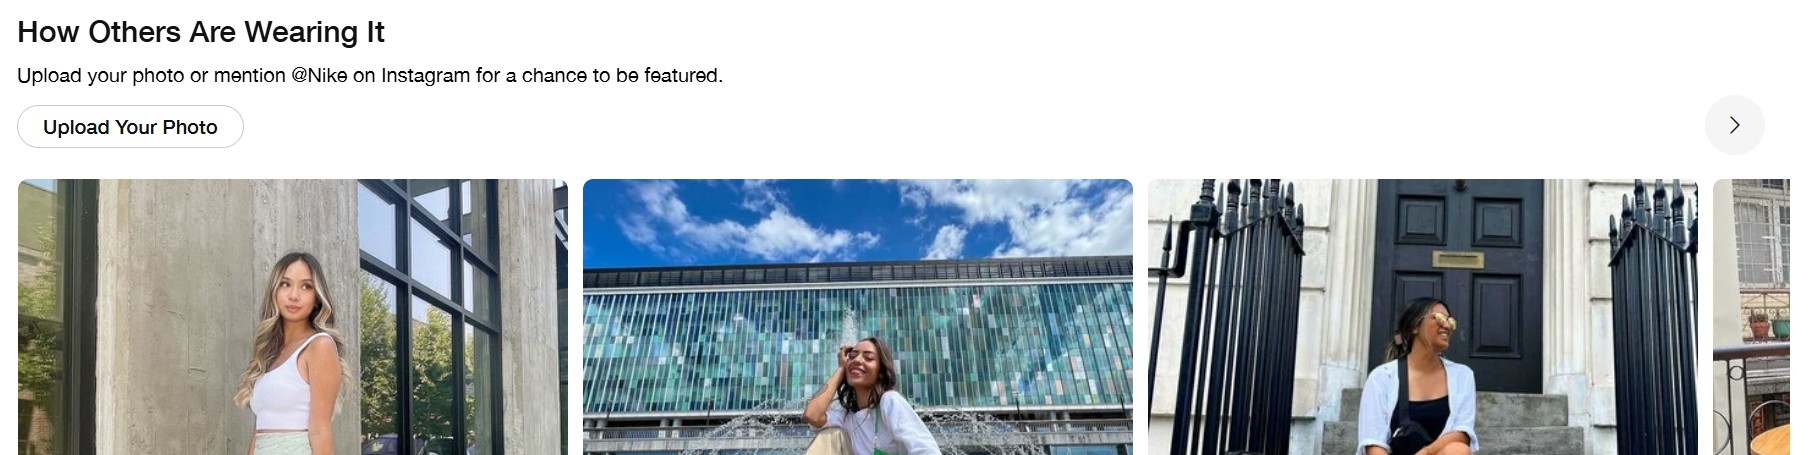 How Others Are Wearing It
Upload your photo or mention @Nike on Instagram for a chance to be featured.
Upload Your Photo